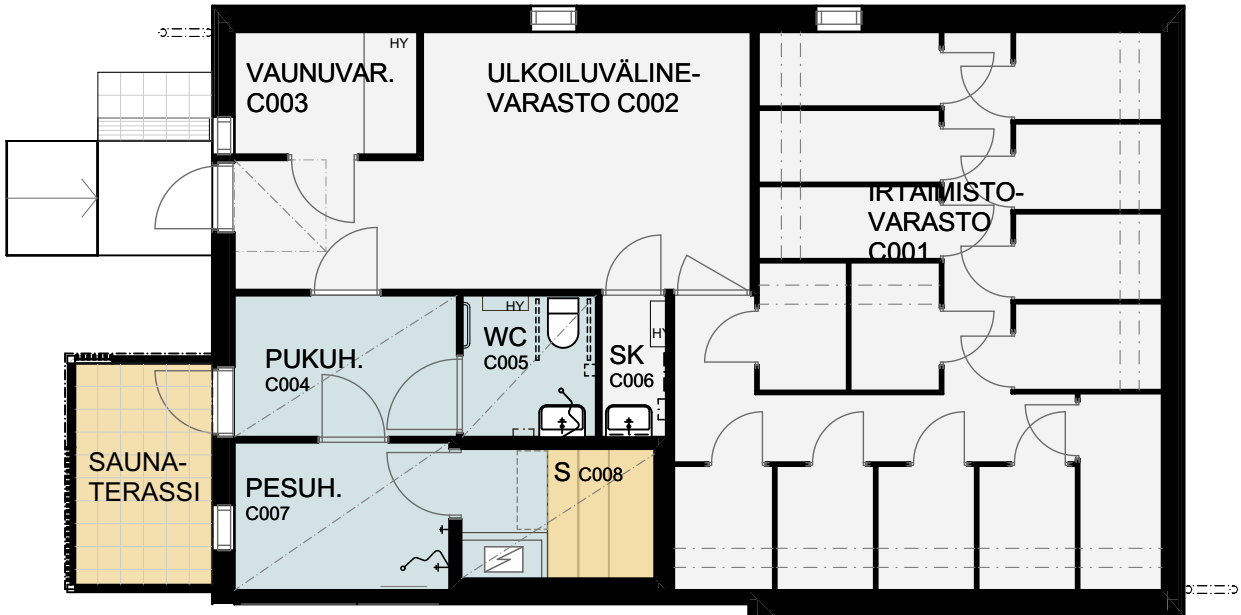 HY
VAUNUVAR.
C003
ULKOILUVÄLINE-
VARASTO C002
IRTAIMISTO-
VARASTO
C001
HY
WC
C005
HY
SK
C006
PUKUH.
C004
SAUNA-
TERASSI
PESUH.
C007
S C008